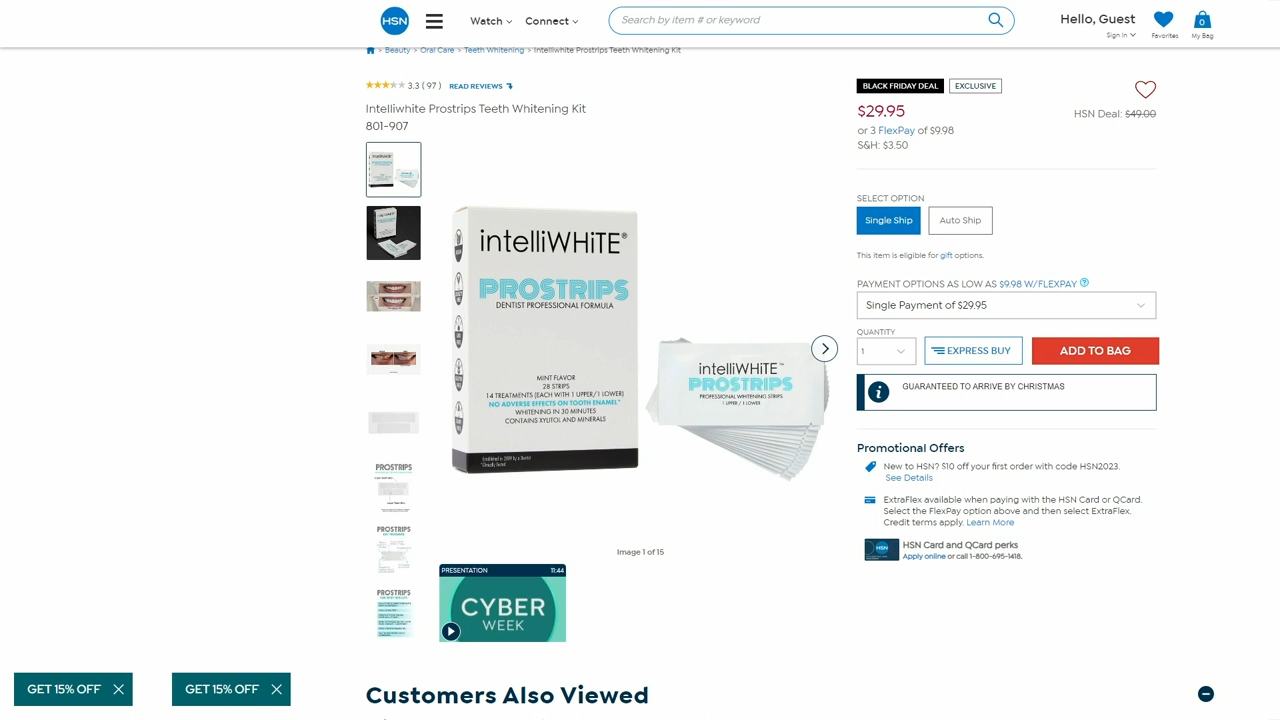 HSN
Watch
Connect
Search by item # or keyword
Hello, Guest
Sign In
Favorites
0
My Bag
> Beauty > Oral Care > Teeth Whitening > Intelliwhite Prostrips Teeth Whitening Kit
3.3 ( 97 ) READ REVIEWS
Intelliwhite Prostrips Teeth Whitening Kit
801-907
intelliWHiTE®
PROSTRIPS
DENTIST PROFESSIONAL FORMULA
MINT FLAVOR
28 STRIPS
14 TREATMENTS (EACH WITH 1 UPPER/1 LOWER)
NO ADVERSE EFFECTS ON TOOTH ENAMEL*
WHITENING IN 30 MINUTES
CONTAINS XYLITOL AND MINERALS
intelliWHiTE™
PROSTRIPS
PROFESSIONAL WHITENING STRIPS
1 UPPER / 1 LOWER
PROSTRIPS
PROSTRIPS
PROSTRIPS
Image 1 of 15
PRESENTATION 11:44
CYBER
WEEK
BLACK FRIDAY DEAL EXCLUSIVE
$29.95
HSN Deal: $49.00
or 3 FlexPay of $9.98
S&H: $3.50
SELECT OPTION
Single Ship Auto Ship
This item is eligible for gift options.
PAYMENT OPTIONS AS LOW AS $9.98 W/FLEXPAY ?
Single Payment of $29.95
QUANTITY
1 EXPRESS BUY ADD TO BAG
GUARANTEED TO ARRIVE BY CHRISTMAS
Promotional Offers
New to HSN? $10 off your first order with code HSN2023.
See Details
ExtraFlex available when paying with the HSN Card or QCard.
Select the FlexPay option above and then select ExtraFlex.
Credit terms apply. Learn More
HSN
HSN Card and QCard perks
Apply online or call 1-800-695-1418.
GET 15% OFF
GET 15% OFF
Customers Also Viewed